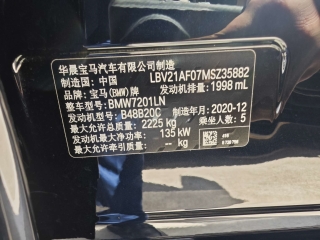 华晨宝马汽车有限公司制造
制造国：中国 LBV21AF07MSZ35882
品牌：宝马(BMW)牌 发动机排量：1998 mL
整车型号：BMW7201LN
发动机型号：B48B20C 制造年月：2020-12
最大允许总质量：2225 kg 乘坐人数：5
发动机最大净功率：135 kW
最大允许牵引质量：-- kg